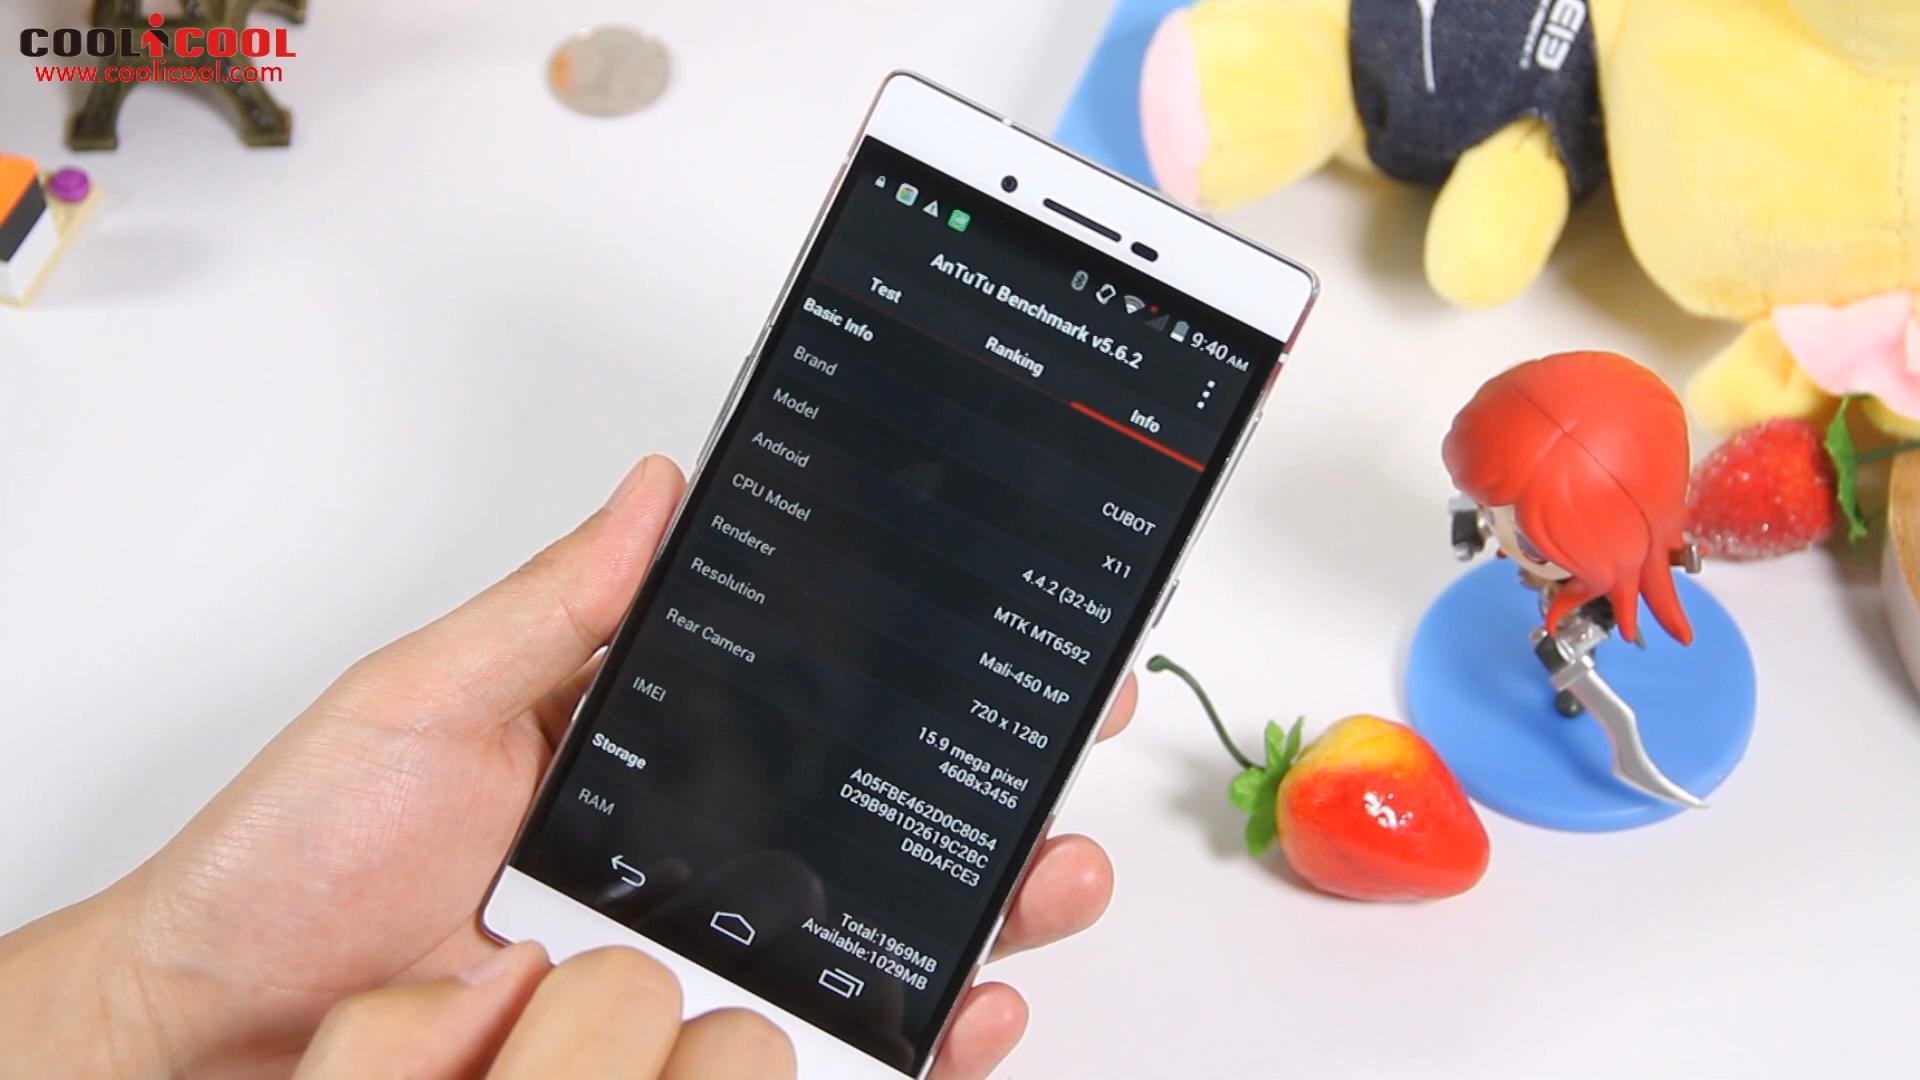 COOLiCOOL
www.coolicool.com
9:40 AM
AnTuTu Benchmark v5.6.2
Test Ranking Info
Basic Info
Brand CUBOT
Model X11
Android 4.4.2 (32-bit)
CPU Model MTK MT6592
Renderer Mali-450 MP
Resolution 720 x 1280
Rear Camera 15.9 mega pixel
4608x3456
IMEI A05FBE462D0C8054
D29B981D2619C2BC
DBDAFCE3
Storage
RAM Total:1969MB
Available:1029MB